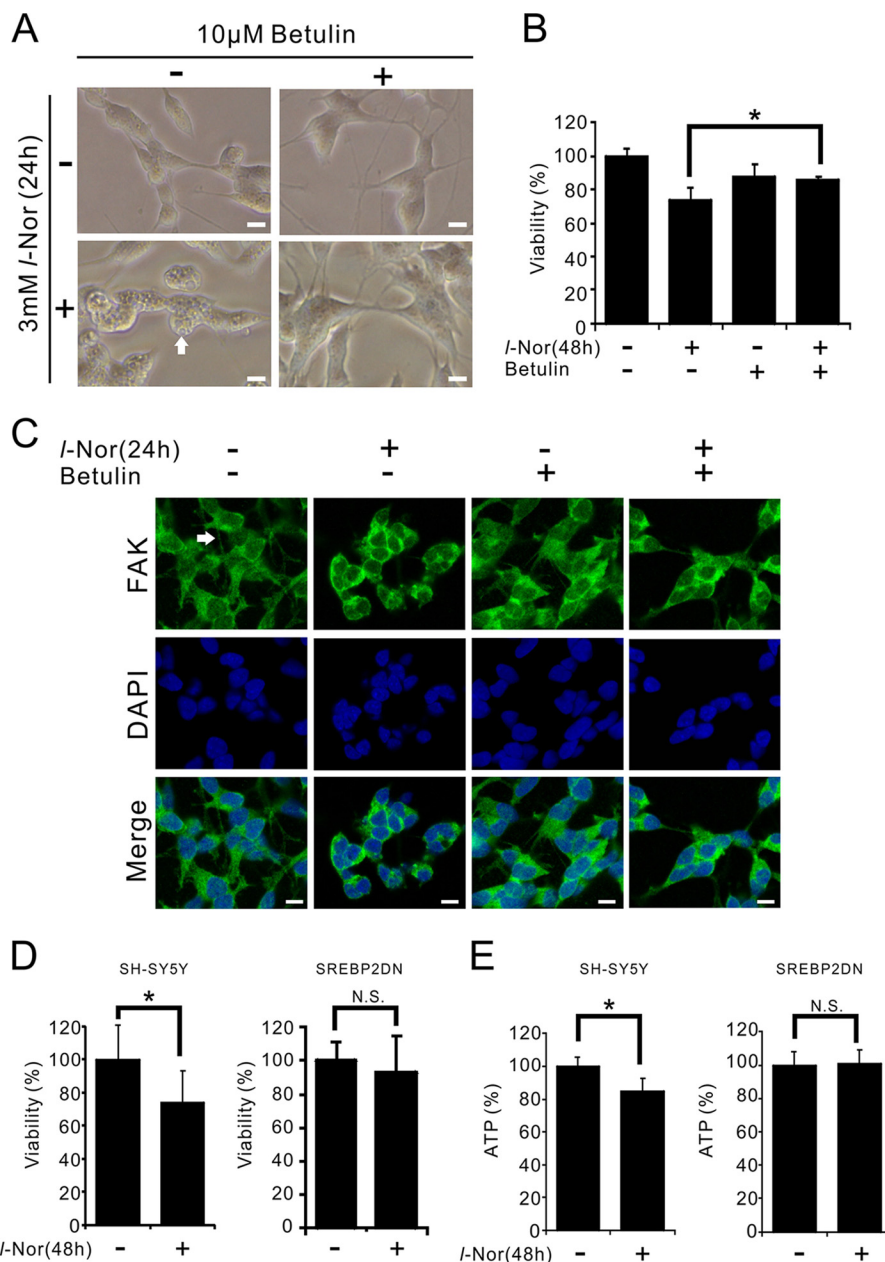 A
10μM Betulin
- +
3mM l-Nor (24h)
-
+
B
Viability (%)
120
100
80
60
40
20
0
*
l-Nor(48h) - + - +
Betulin - - + +
C
l-Nor(24h) - + - +
Betulin - - + +
FAK
DAPI
Merge
D
SH-SY5Y
Viability (%)
120
100
80
60
40
20
0
*
l-Nor(48h) - +
SREBP2DN
Viability (%)
120
100
80
60
40
20
0
N.S.
- +
E
SH-SY5Y
ATP (%)
120
100
80
60
40
20
0
*
l-Nor(48h) - +
SREBP2DN
ATP (%)
120
100
80
60
40
20
0
N.S.
- +